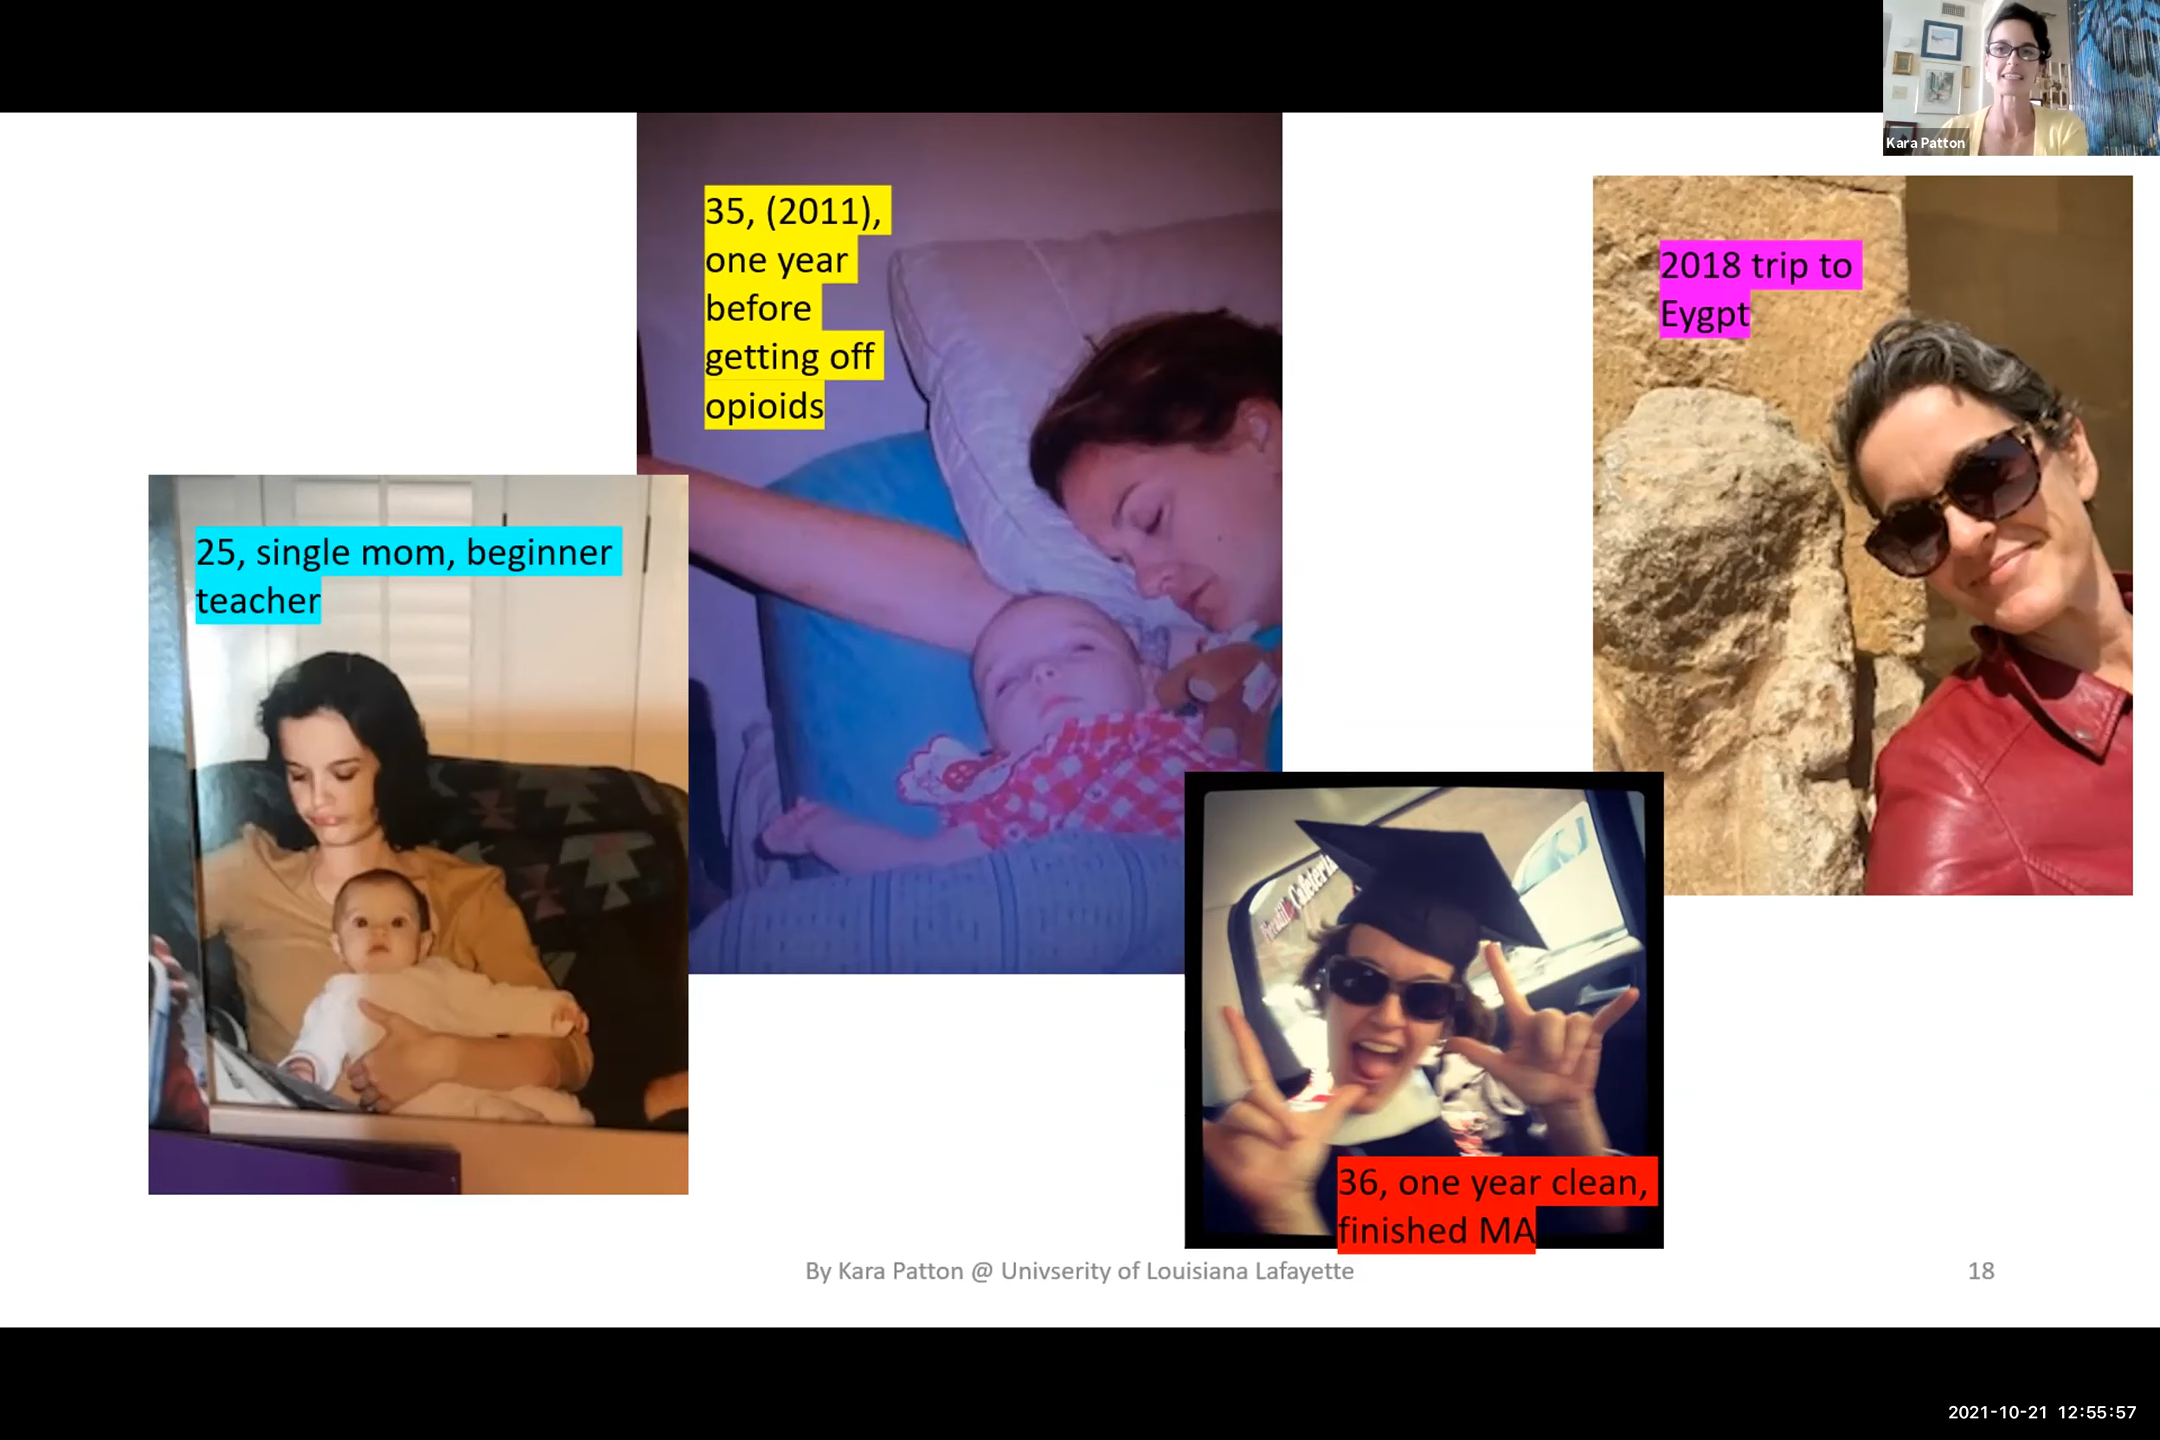 Kara Patton
35, (2011),
one year
before
getting off
opioids
2018 trip to
Eygpt
25, single mom, beginner
teacher
36, one year clean,
finished MA
By Kara Patton @ Univserity of Louisiana Lafayette
18
2021-10-21 12:55:57